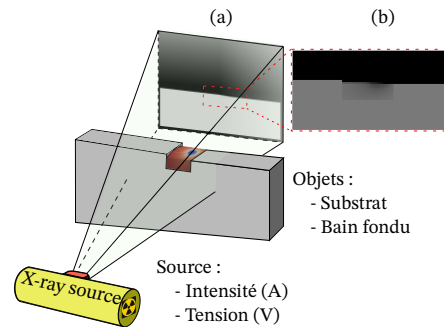 (a)
(b)
Objets :
- Substrat
- Bain fondu
X-ray source
Source :
- Intensité (A)
- Tension (V)